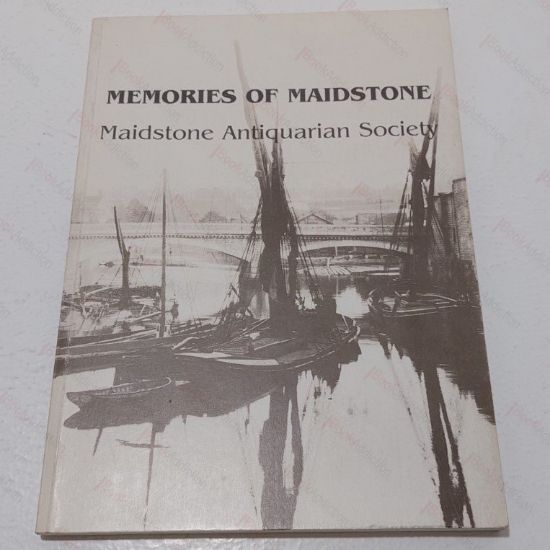 MEMORIES OF MAIDSTONE
Maidstone Antiquarian Society